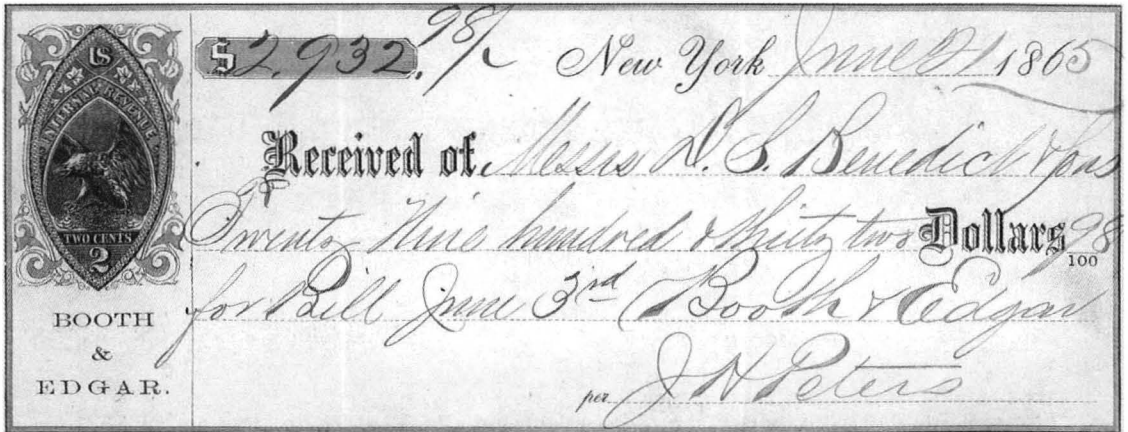 US
INTERNAL REVENUE
TWO CENTS
2
BOOTH
&
EDGAR.
$2,932.98/ New York June 21 1865
Received of Messrs D. S. Benedict & Sons
Twenty Nine hundred & thirty two Dollars 98/100
for Bill June 3rd Booth & Edgar
per J H Peters